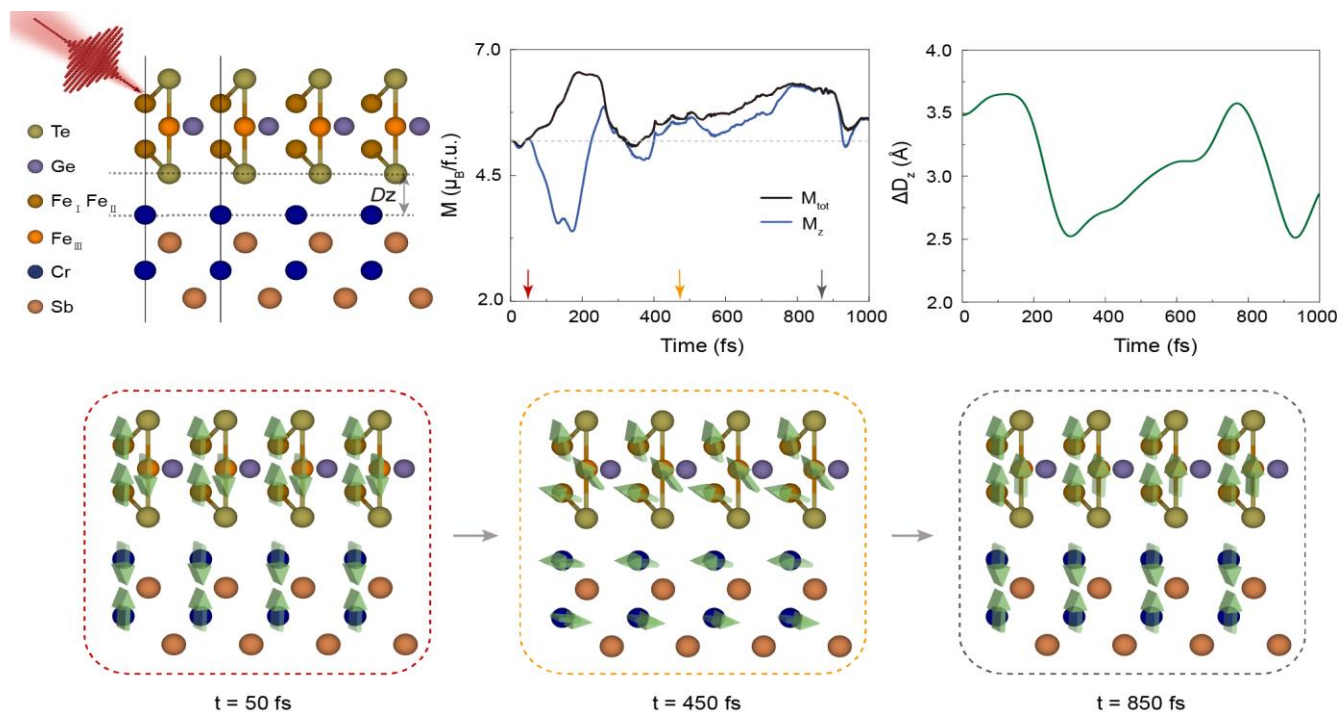 Te
Ge
Fe_I Fe_II
Fe_III
Cr
Sb
Dz
7.0
4.5
2.0
M (μ_B/f.u.)
M_tot
M_z
0 200 400 600 800 1000
Time (fs)
4.0
3.5
3.0
2.5
2.0
ΔD_z (Å)
0 200 400 600 800 1000
Time (fs)
t = 50 fs
t = 450 fs
t = 850 fs